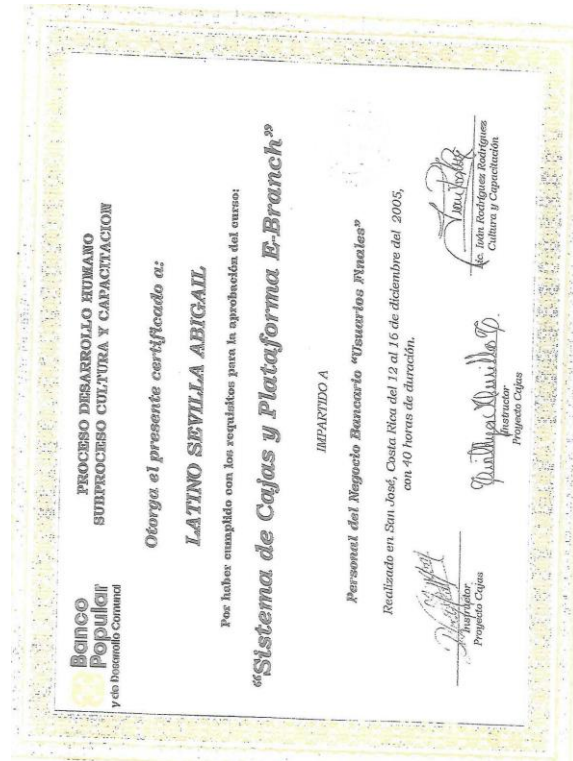 Banco
Popular
y de Desarrollo Comunal
PROCESO DESARROLLO HUMANO
SUBPROCESO CULTURA Y CAPACITACION
Otorga el presente certificado a:
LATINO SEVILLA ABIGAIL
Por haber cumplido con los requisitos para la aprobación del curso:
“Sistema de Cajas y Plataforma E-Branch”
IMPARTIDO A
Personal del Negocio Bancario “Usuarios Finales”
Realizado en San José, Costa Rica del 12 al 16 de diciembre del 2005,
con 40 horas de duración.
Instructor
Proyecto Cajas
Instructor
Proyecto Cajas
Lic. Iván Rodríguez Rodríguez
Cultura y Capacitación